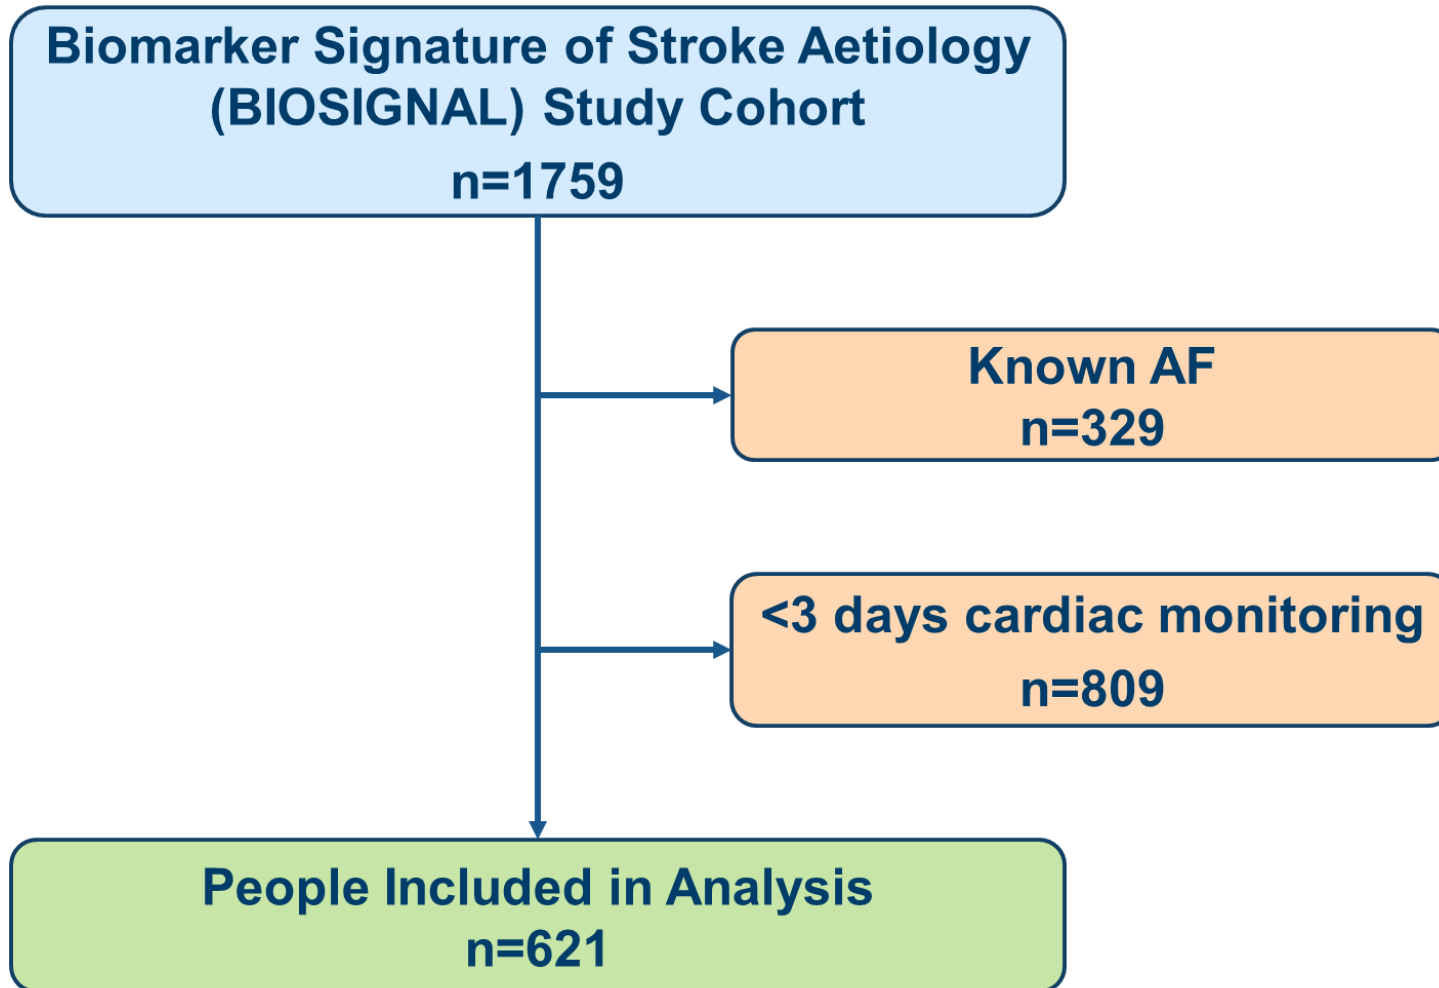 Biomarker Signature of Stroke Aetiology
(BIOSIGNAL) Study Cohort
n=1759
Known AF
n=329
<3 days cardiac monitoring
n=809
People Included in Analysis
n=621